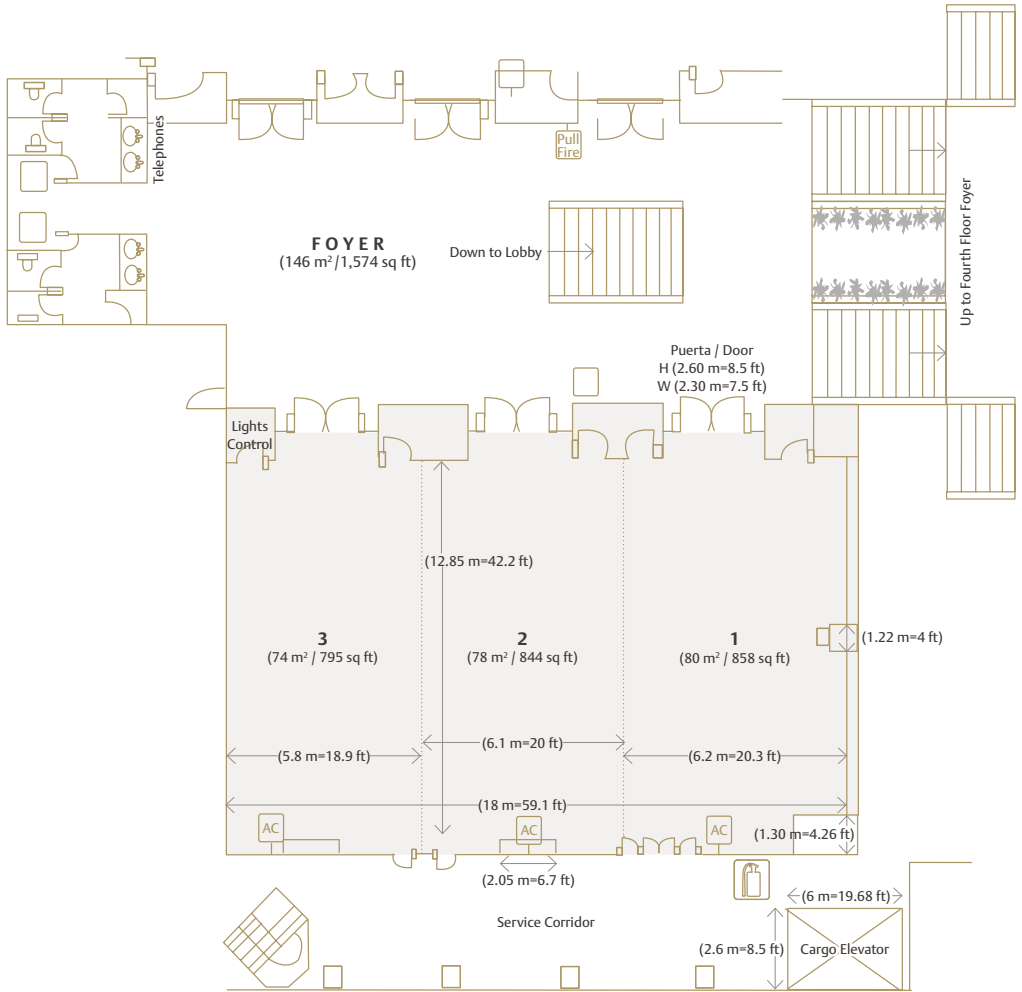 Telephones
Pull
Fire
FOYER
(146 m²/1,574 sq ft)
Down to Lobby
Up to Fourth Floor Foyer
Puerta / Door
H (2.60 m=8.5 ft)
W (2.30 m=7.5 ft)
Lights
Control
(12.85 m=42.2 ft)
3
(74 m² / 795 sq ft)
2
(78 m² / 844 sq ft)
1
(80 m² / 858 sq ft)
(1.22 m=4 ft)
(5.8 m=18.9 ft)
(6.1 m=20 ft)
(6.2 m=20.3 ft)
(18 m=59.1 ft)
AC
AC
AC
(1.30 m=4.26 ft)
(2.05 m=6.7 ft)
Service Corridor
(6 m=19.68 ft)
(2.6 m=8.5 ft)
Cargo Elevator